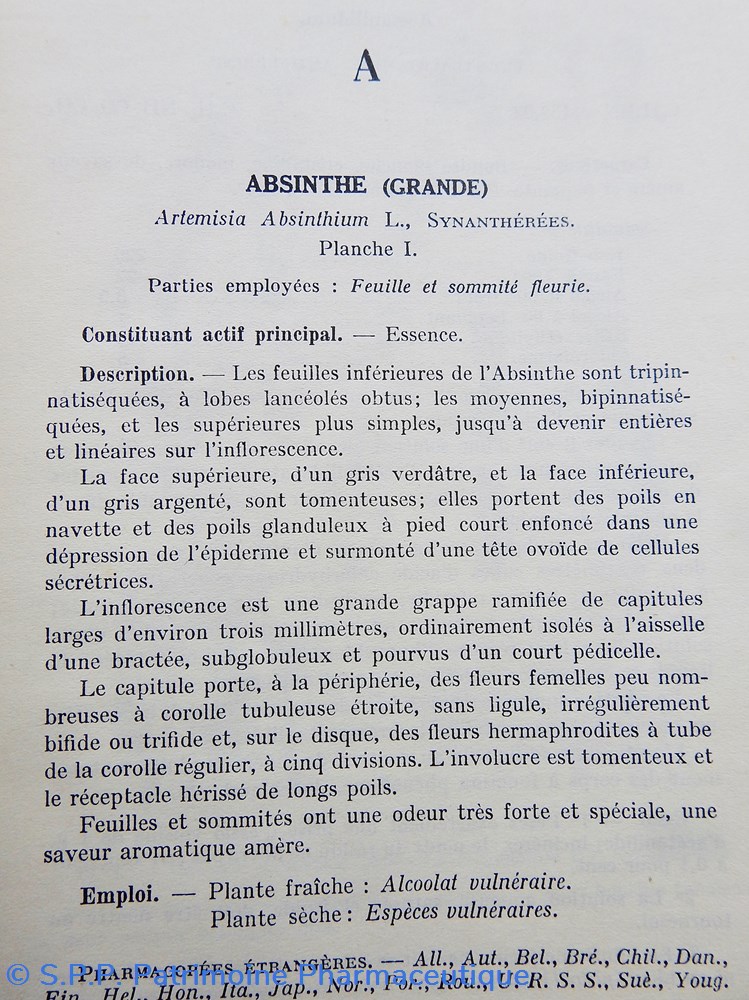 A
ABSINTHE (GRANDE)
Artemisia Absinthium L., SYNANTHÉRÉES.
Planche I.
Parties employées : Feuille et sommité fleurie.
Constituant actif principal. — Essence.
Description. — Les feuilles inférieures de l'Absinthe sont tripin-
natiséquées, à lobes lancéolés obtus; les moyennes, bipinnatisé-
quées, et les supérieures plus simples, jusqu'à devenir entières
et linéaires sur l'inflorescence.
La face supérieure, d'un gris verdâtre, et la face inférieure,
d'un gris argenté, sont tomenteuses; elles portent des poils en
navette et des poils glanduleux à pied court enfoncé dans une
dépression de l'épiderme et surmonté d'une tête ovoïde de cellules
sécrétrices.
L'inflorescence est une grande grappe ramifiée de capitules
larges d'environ trois millimètres, ordinairement isolés à l'aisselle
d'une bractée, subglobuleux et pourvus d'un court pédicelle.
Le capitule porte, à la périphérie, des fleurs femelles peu nom-
breuses à corolle tubuleuse étroite, sans ligule, irrégulièrement
bifide ou trifide et, sur le disque, des fleurs hermaphrodites à tube
de la corolle régulier, à cinq divisions. L'involucre est tomenteux et
le réceptacle hérissé de longs poils.
Feuilles et sommités ont une odeur très forte et spéciale, une
saveur aromatique amère.
Emploi. — Plante fraîche : Alcoolat vulnéraire.
Plante sèche : Espèces vulnéraires.
PHARMACOPÉES ÉTRANGÈRES. — All., Aut., Bel., Bré., Chil., Dan.,
Fin., Hel., Hon., Ita., Jap., Nor., Por., Rou., U. R. S. S., Suè., Youg.
© S.P.P. Patrimoine Pharmaceutique